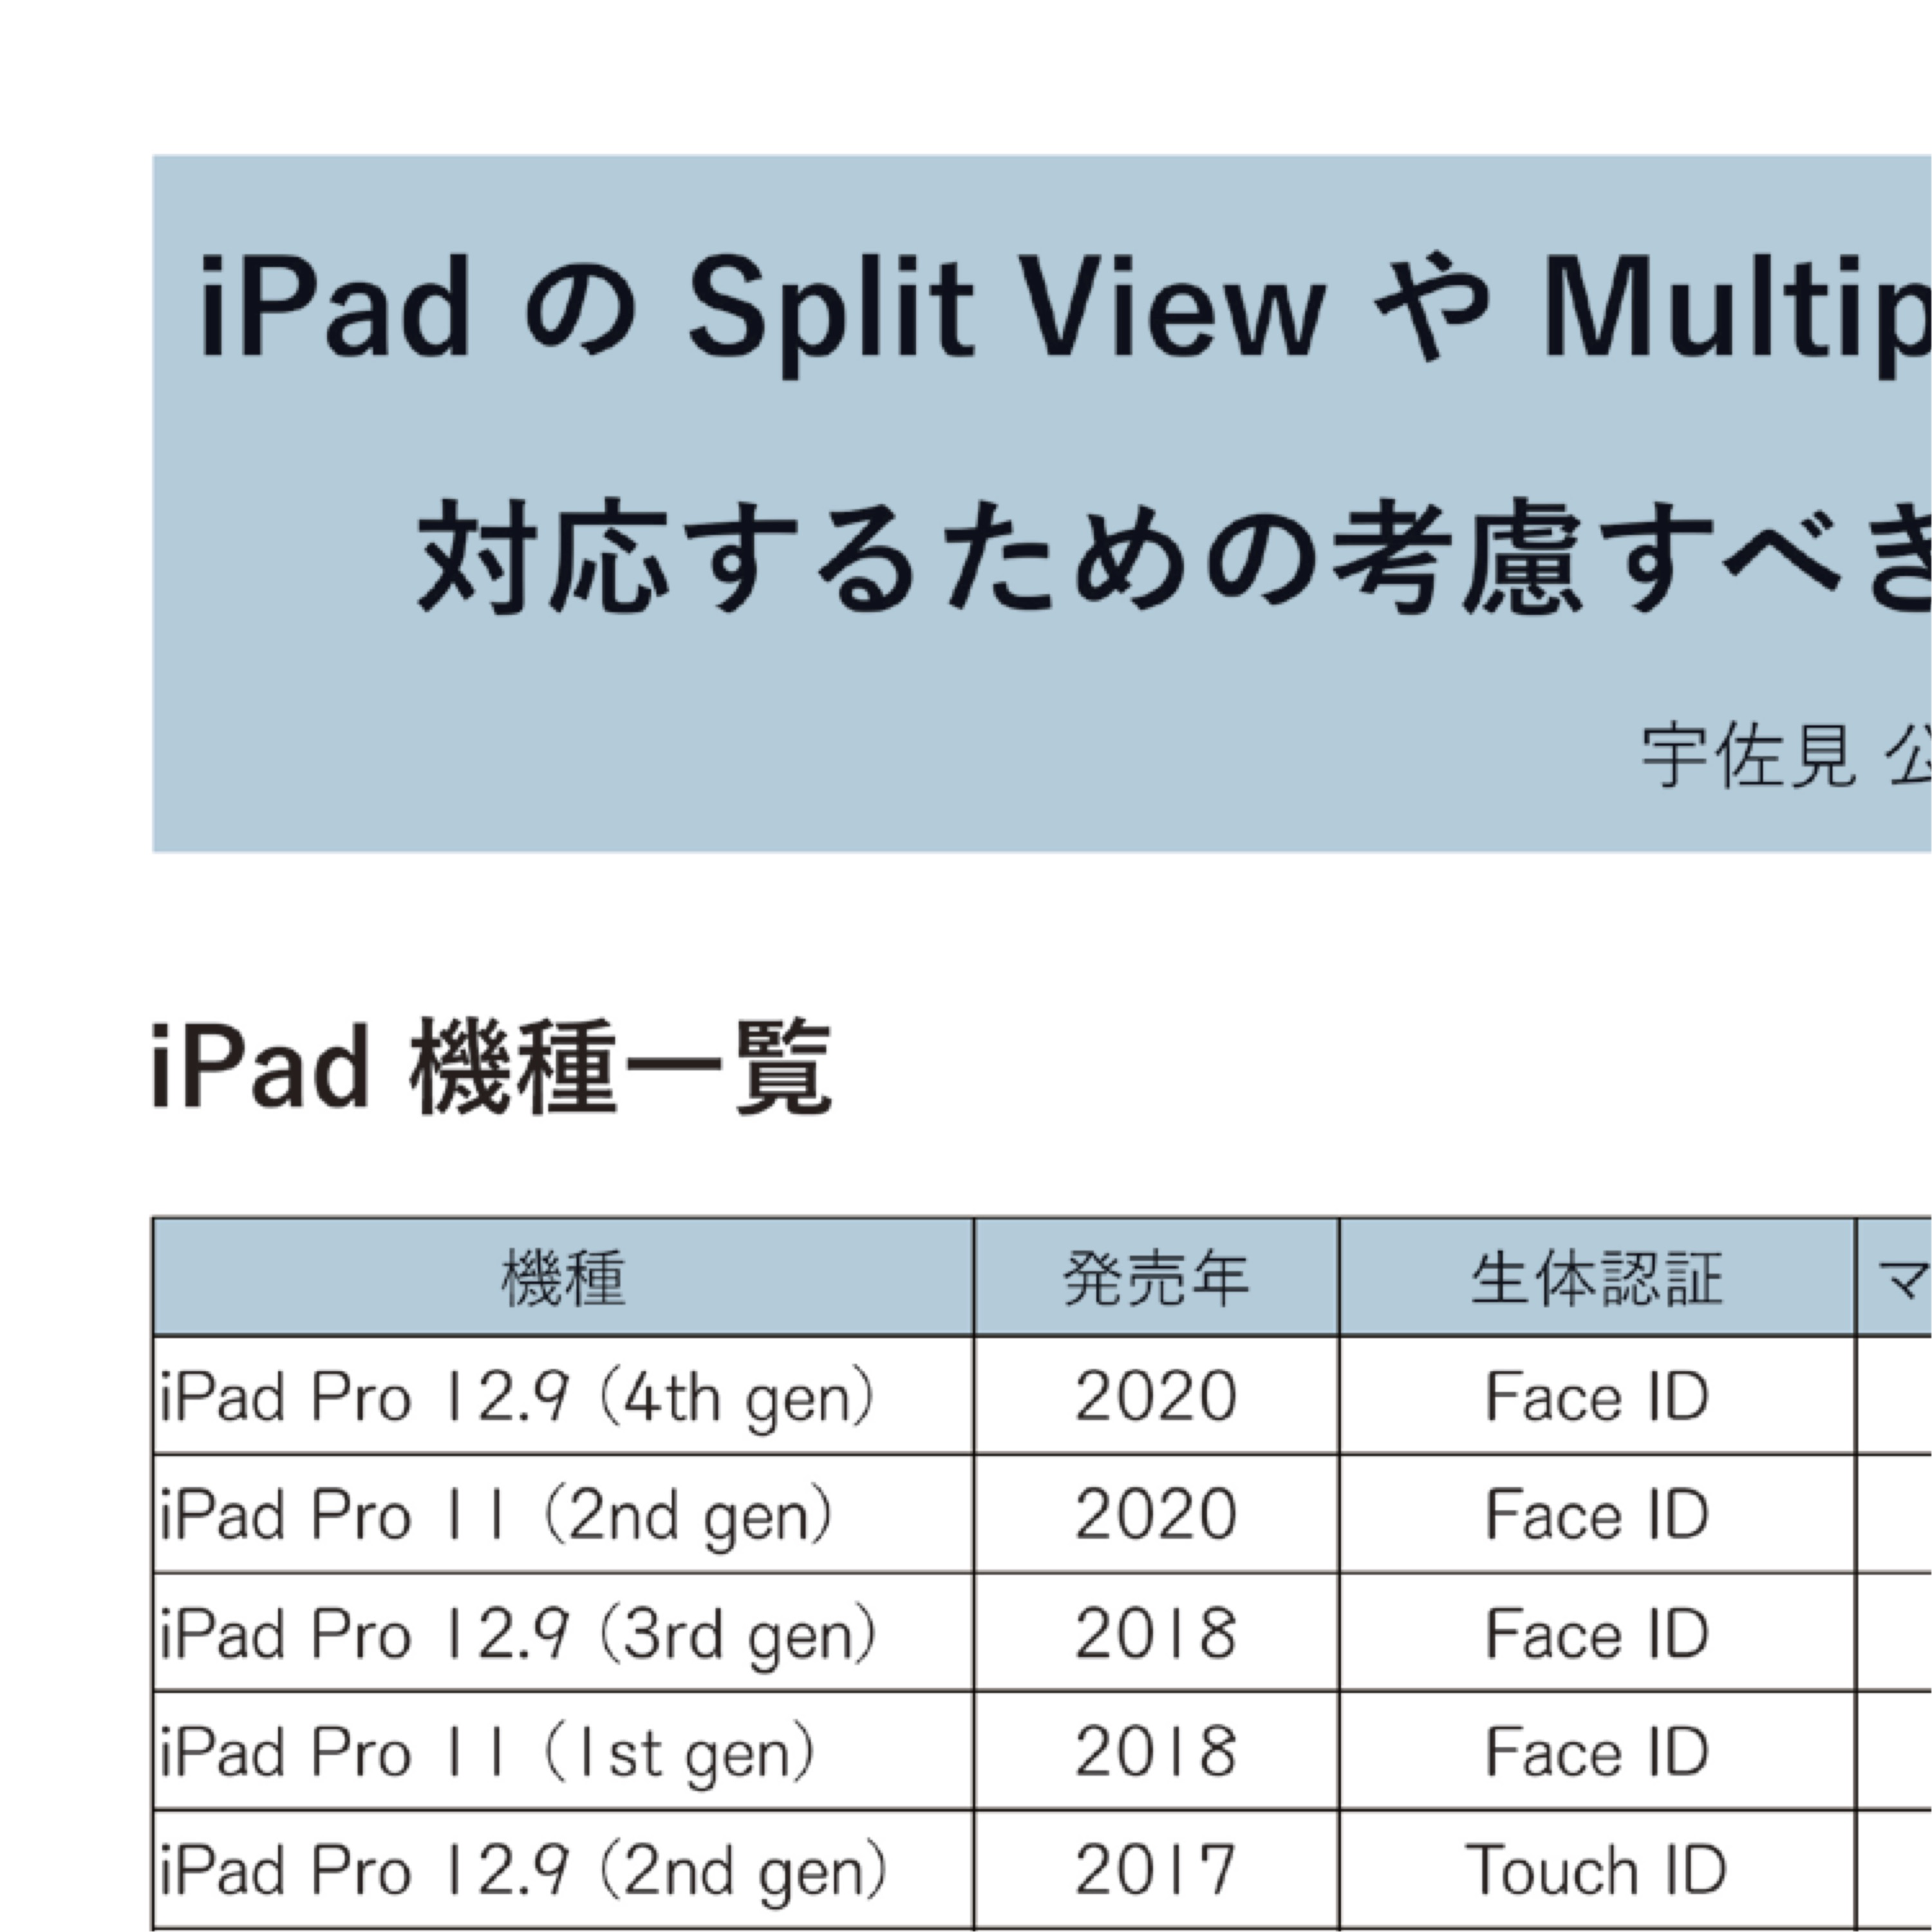 iPad の Split View や Multip
対応するための考慮すべき
宇佐見 公
iPad 機種一覧
機種 発売年 生体認証 マ
iPad Pro 12.9 (4th gen) 2020 Face ID
iPad Pro 11 (2nd gen) 2020 Face ID
iPad Pro 12.9 (3rd gen) 2018 Face ID
iPad Pro 11 (1st gen) 2018 Face ID
iPad Pro 12.9 (2nd gen) 2017 Touch ID